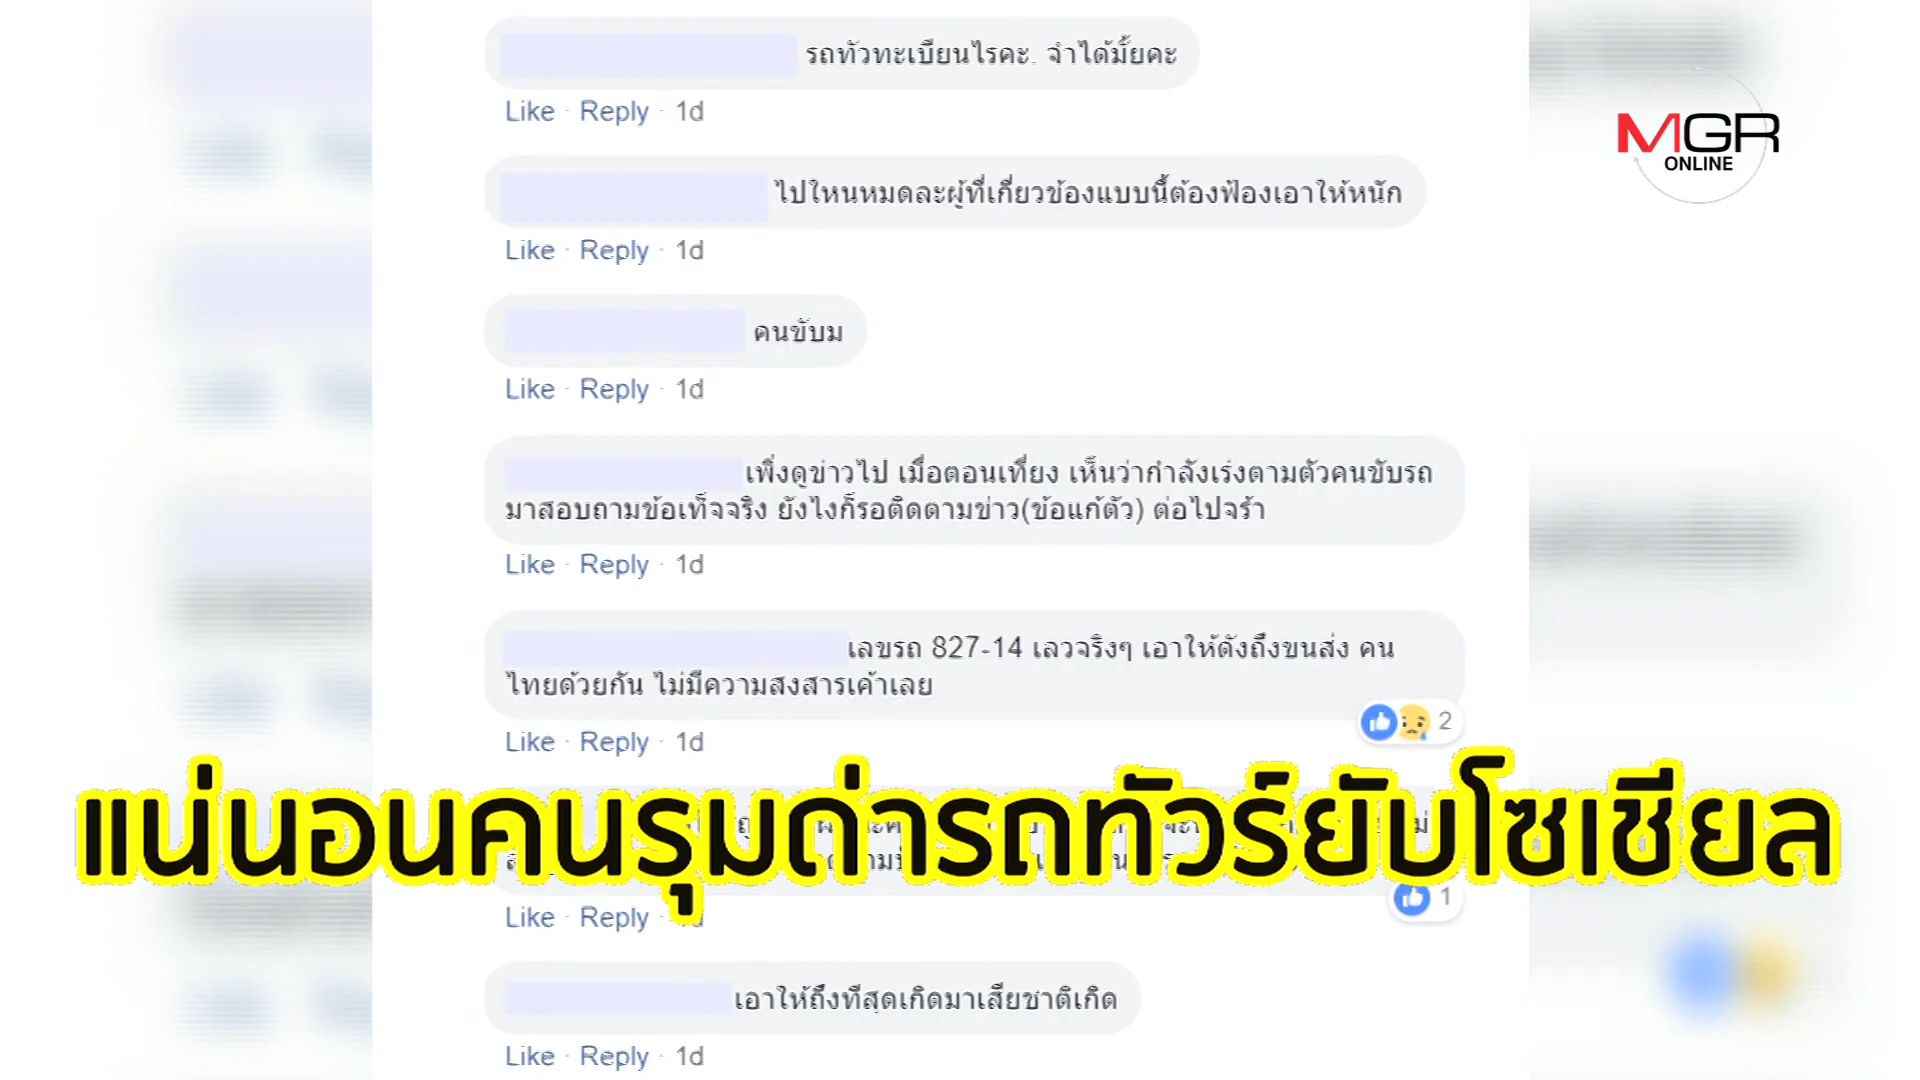 รถทัวทะเบียนไรคะ. จำได้มั้ยคะ
Like · Reply · 1d
MGR
ONLINE
ไปใหนหมดละผู้ที่เกี่ยวข้องแบบนี้ต้องฟ้องเอาให้หนัก
Like · Reply · 1d
คนขับม
Like · Reply · 1d
เพิ่งดูข่าวไป เมื่อตอนเที่ยง เห็นว่ากำลังเร่งตามตัวคนขับรถ
มาสอบถามข้อเท็จจริง ยังไงก็รอติดตามข่าว(ข้อแก้ตัว) ต่อไปจร้า
Like · Reply · 1d
เลขรถ 827-14 เลวจริงๆ เอาให้ดังถึงขนส่ง คน
ไทยด้วยกัน ไม่มีความสงสารเค้าเลย
2
Like · Reply · 1d
แน่นอนคนรุมด่ารถทัวร์ยับโซเชียล
1
Like · Reply
เอาให้ถึงที่สุดเกิดมาเสียชาติเกิด
Like · Reply · 1d